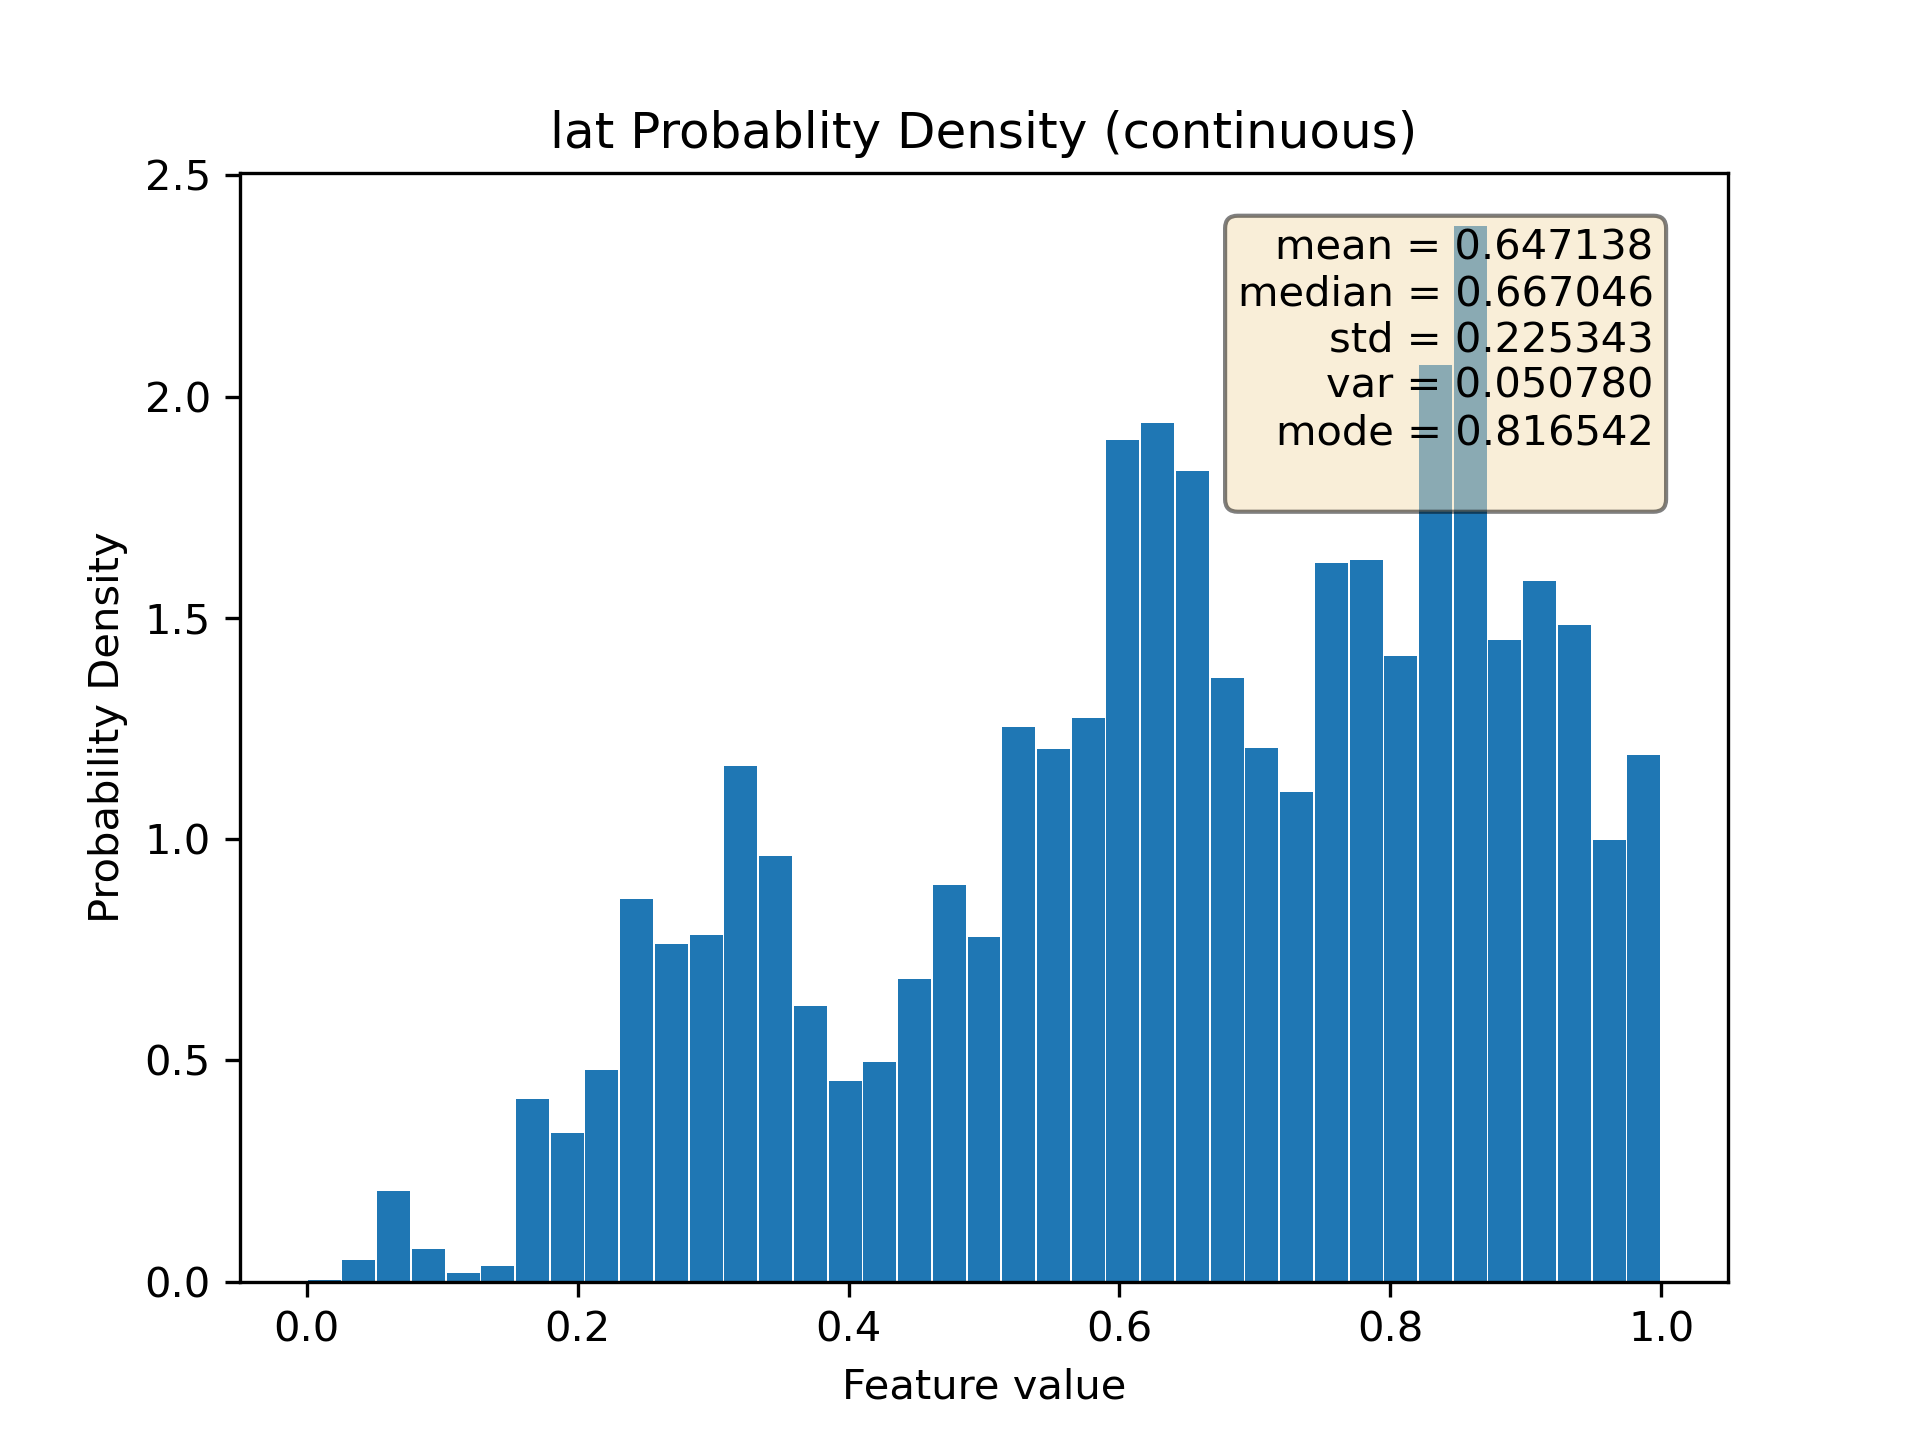 lat Probablity Density (continuous)
2.5
2.0
1.5
1.0
0.5
0.0
Probability Density
mean = 0.647138
median = 0.667046
std = 0.225343
var = 0.050780
mode = 0.816542
0.0 0.2 0.4 0.6 0.8 1.0
Feature value